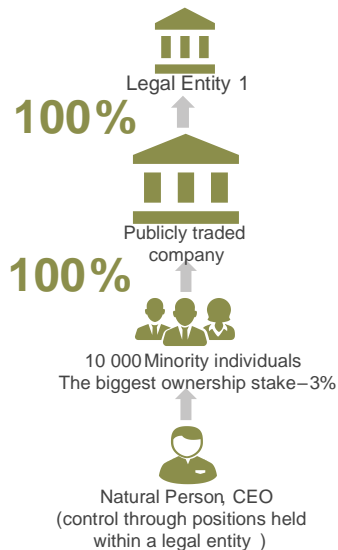 Legal Entity 1
100%
Publicly traded
company
100%
10 000 Minority individuals
The biggest ownership stake–3%
Natural Person, CEO
(control through positions held
within a legal entity )